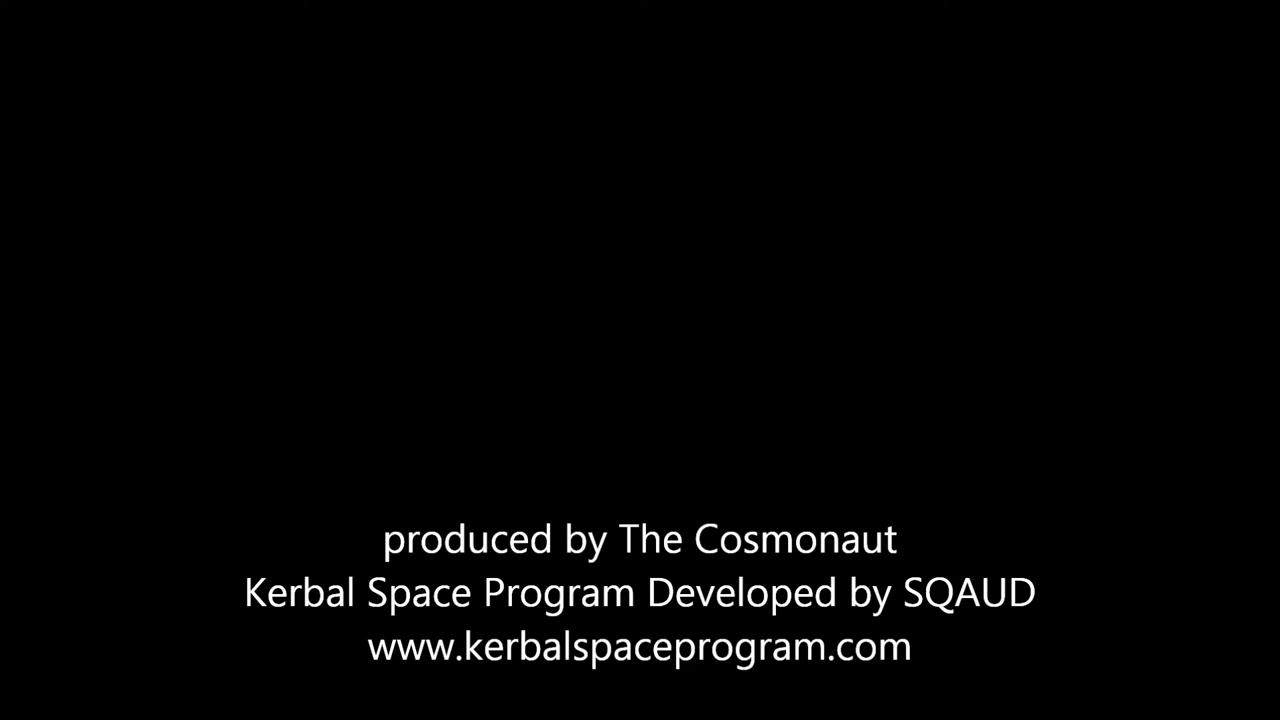 produced by The Cosmonaut
Kerbal Space Program Developed by SQAUD
www.kerbalspaceprogram.com